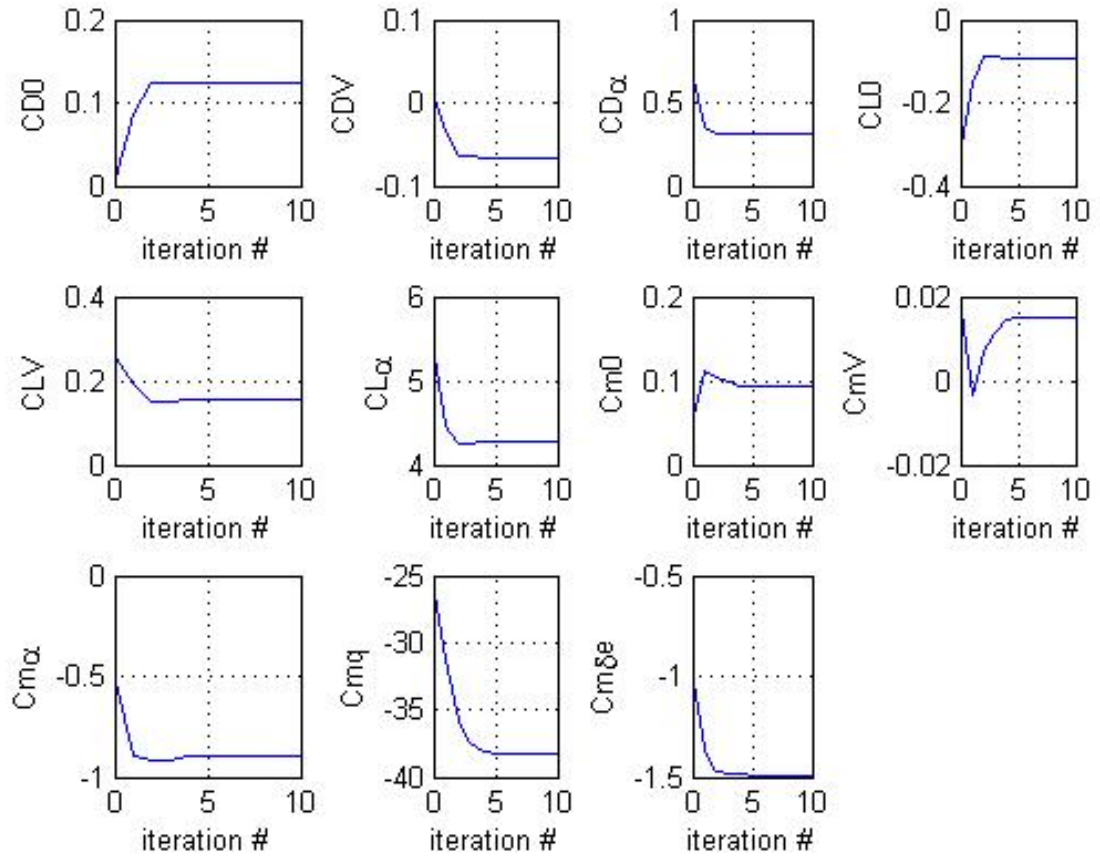 0.2
0.1
0
CD0
0 5 10
iteration #
0.1
0
-0.1
CDV
0 5 10
iteration #
1
0.5
0
CDα
0 5 10
iteration #
0
-0.2
-0.4
CL0
0 5 10
iteration #
0.4
0.2
0
CLV
0 5 10
iteration #
6
5
4
CLα
0 5 10
iteration #
0.2
0.1
0
Cm0
0 5 10
iteration #
0.02
0
-0.02
CmV
0 5 10
iteration #
0
-0.5
-1
Cmα
0 5 10
iteration #
-25
-30
-35
-40
Cmq
0 5 10
iteration #
-0.5
-1
-1.5
Cmδe
0 5 10
iteration #